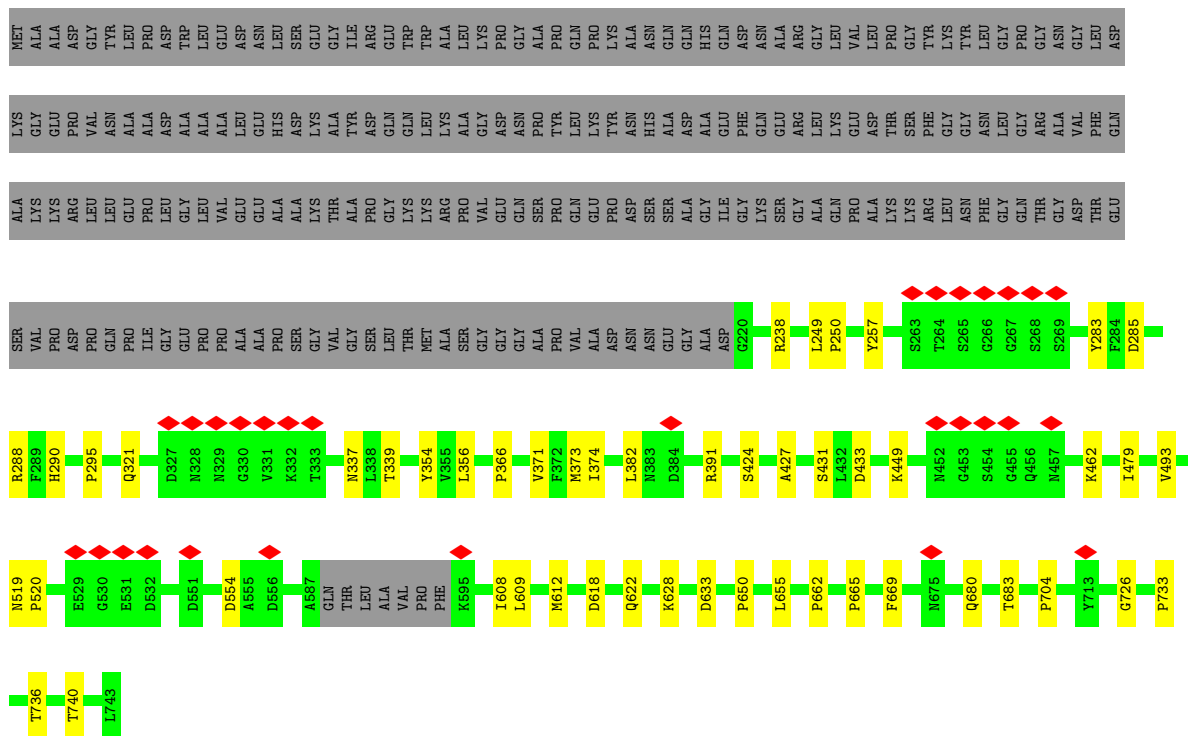 MET ALA ALA ASP GLY TYR LEU PRO ASP TRP LEU GLU ASP ASN LEU SER GLU GLY ILE ARG GLU TRP TRP ALA LEU LYS PRO GLY ALA PRO GLN PRO LYS ALA ASN GLN GLN HIS GLN ASP ASN ALA ARG GLY LEU VAL LEU PRO GLY TYR LYS TYR LEU GLY PRO GLY ASN GLY LEU ASP
LYS GLY GLU PRO VAL ASN ALA ALA ASP ALA ALA ALA LEU GLU HIS ASP LYS ALA TYR ASP GLN GLN LEU LYS ALA GLY ASP ASN PRO TYR LEU LYS TYR ASN HIS ALA ASP ALA GLU PHE GLN GLU ARG LEU LYS GLU ASP THR SER PHE GLY GLY ASN LEU GLY ARG ALA VAL PHE GLN
ALA LYS LYS ARG LEU LEU GLU PRO LEU GLY LEU VAL GLU GLU ALA ALA LYS THR ALA PRO GLY LYS LYS ARG PRO VAL GLU GLN SER PRO GLN GLU PRO ASP SER SER ALA GLY ILE GLY LYS SER GLY ALA GLN PRO ALA LYS LYS ARG LEU ASN PHE GLY GLN THR GLY ASP THR GLU
SER VAL PRO ASP PRO GLN PRO ILE GLY GLU PRO PRO ALA ALA PRO SER GLY VAL GLY SER LEU THR MET ALA SER GLY GLY GLY ALA PRO VAL ALA ASP ASN ASN GLU GLY ALA ASP G220 R238 L249 P250 Y257 S263 T264 S265 G266 G267 S268 S269 Y283 F284 D285
R288 F289 H290 P295 Q321 D327 N328 N329 G330 V331 K332 T333 N337 L338 T339 Y354 V355 L356 P366 V371 F372 M373 I374 L382 N383 D384 R391 S424 A427 S431 L432 D433 K449 N452 G453 S454 G455 Q456 N457 K462 I479 V493
N519 P520 E529 G530 E531 D532 D551 D554 A555 D556 A587 GLN THR LEU ALA VAL PRO PHE K595 I608 L609 M612 D618 Q622 K628 D633 P650 L655 P662 P665 F669 N675 Q680 T683 P704 Y713 G726 P733
T736 T740 L743